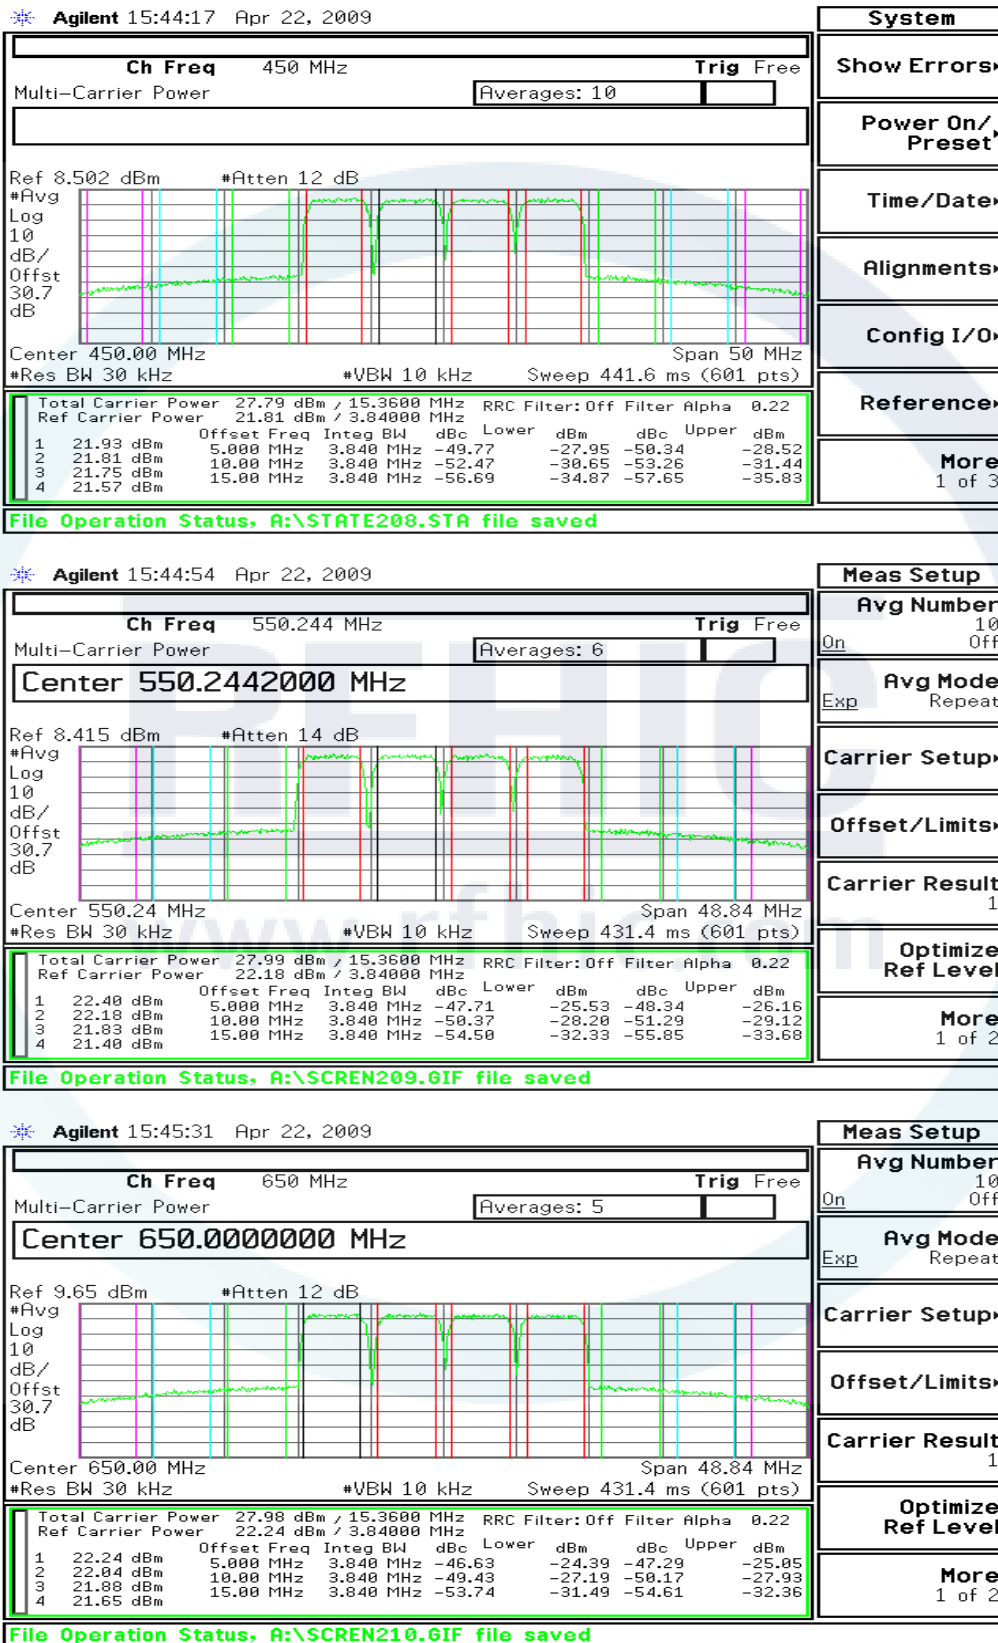 Agilent 15:44:17 Apr 22, 2009
System
Ch Freq 450 MHz Trig Free
Show Errors
Multi-Carrier Power Averages: 10
Power On/
Preset
Ref 8.502 dBm #Atten 12 dB
#Avg
Log
10
dB/
Offst
30.7
dB
Time/Date
Alignments
Config I/O
Center 450.00 MHz Span 50 MHz
#Res BW 30 kHz #VBW 10 kHz Sweep 441.6 ms (601 pts)
Reference
Total Carrier Power 27.79 dBm / 15.3600 MHz RRC Filter: Off Filter Alpha 0.22
Ref Carrier Power 21.81 dBm / 3.84000 MHz
Offset Freq Integ BW dBc Lower dBm dBc Upper dBm
1 21.93 dBm 5.000 MHz 3.840 MHz -49.77 -27.95 -50.34 -28.52
2 21.81 dBm 10.00 MHz 3.840 MHz -52.47 -30.65 -53.26 -31.44
3 21.75 dBm 15.00 MHz 3.840 MHz -56.69 -34.87 -57.65 -35.83
4 21.57 dBm
More
1 of 3
File Operation Status, A:\STATE208.STA file saved
Agilent 15:44:54 Apr 22, 2009
Meas Setup
Ch Freq 550.244 MHz Trig Free
Avg Number
10
On Off
Multi-Carrier Power Averages: 6
Center 550.2442000 MHz
Avg Mode
Exp Repeat
Ref 8.415 dBm #Atten 14 dB
#Avg
Log
10
dB/
Offst
30.7
dB
Carrier Setup
Offset/Limits
Carrier Result
1
RFHIC
www.rfhic.com
Center 550.24 MHz Span 48.84 MHz
#Res BW 30 kHz #VBW 10 kHz Sweep 431.4 ms (601 pts)
Optimize
Ref Level
Total Carrier Power 27.99 dBm / 15.3600 MHz RRC Filter: Off Filter Alpha 0.22
Ref Carrier Power 22.18 dBm / 3.84000 MHz
Offset Freq Integ BW dBc Lower dBm dBc Upper dBm
1 22.40 dBm 5.000 MHz 3.840 MHz -47.71 -25.53 -48.34 -26.16
2 22.18 dBm 10.00 MHz 3.840 MHz -50.37 -28.20 -51.29 -29.12
3 21.83 dBm 15.00 MHz 3.840 MHz -54.50 -32.33 -55.85 -33.68
4 21.40 dBm
More
1 of 2
File Operation Status, A:\SCREN209.GIF file saved
Agilent 15:45:31 Apr 22, 2009
Meas Setup
Ch Freq 650 MHz Trig Free
Avg Number
10
On Off
Multi-Carrier Power Averages: 5
Center 650.0000000 MHz
Avg Mode
Exp Repeat
Ref 9.65 dBm #Atten 12 dB
#Avg
Log
10
dB/
Offst
30.7
dB
Carrier Setup
Offset/Limits
Carrier Result
1
Center 650.00 MHz Span 48.84 MHz
#Res BW 30 kHz #VBW 10 kHz Sweep 431.4 ms (601 pts)
Optimize
Ref Level
Total Carrier Power 27.98 dBm / 15.3600 MHz RRC Filter: Off Filter Alpha 0.22
Ref Carrier Power 22.24 dBm / 3.84000 MHz
Offset Freq Integ BW dBc Lower dBm dBc Upper dBm
1 22.24 dBm 5.000 MHz 3.840 MHz -46.63 -24.39 -47.29 -25.05
2 22.04 dBm 10.00 MHz 3.840 MHz -49.43 -27.19 -50.17 -27.93
3 21.88 dBm 15.00 MHz 3.840 MHz -53.74 -31.49 -54.61 -32.36
4 21.65 dBm
More
1 of 2
File Operation Status, A:\SCREN210.GIF file saved